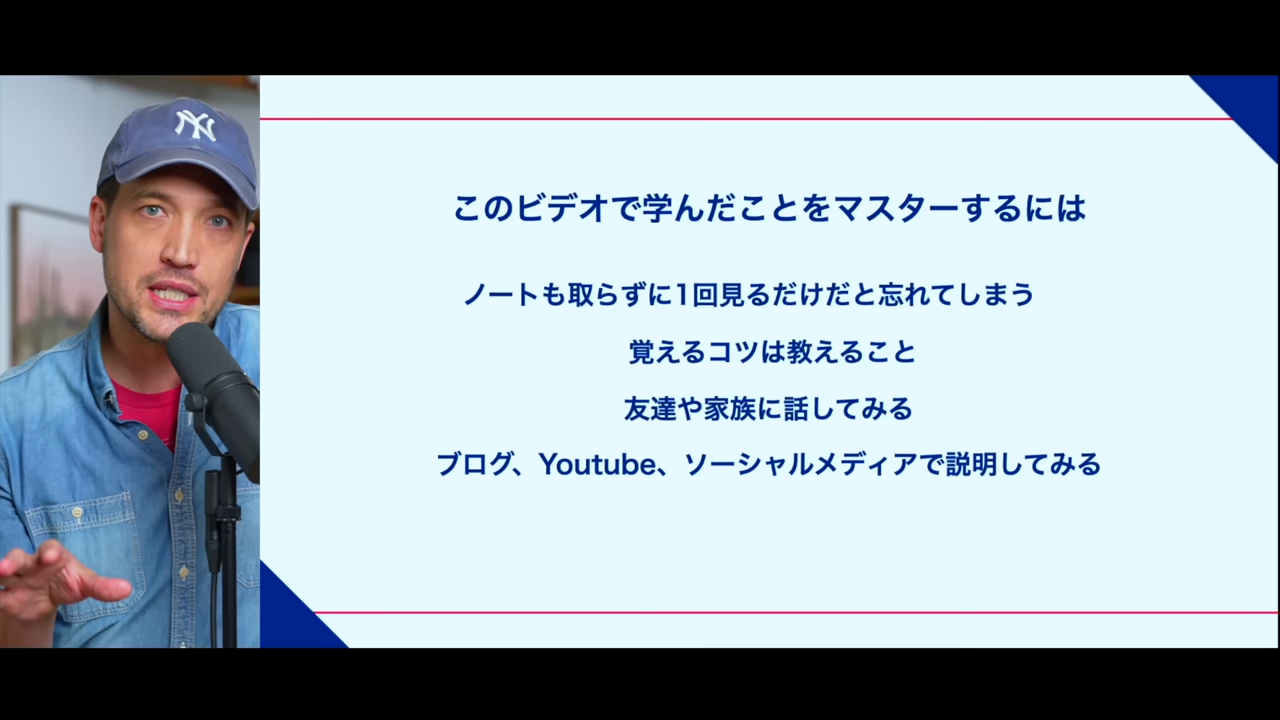 NY
このビデオで学んだことをマスターするには
ノートも取らずに1回見るだけだと忘れてしまう
覚えるコツは教えること
友達や家族に話してみる
ブログ、Youtube、ソーシャルメディアで説明してみる